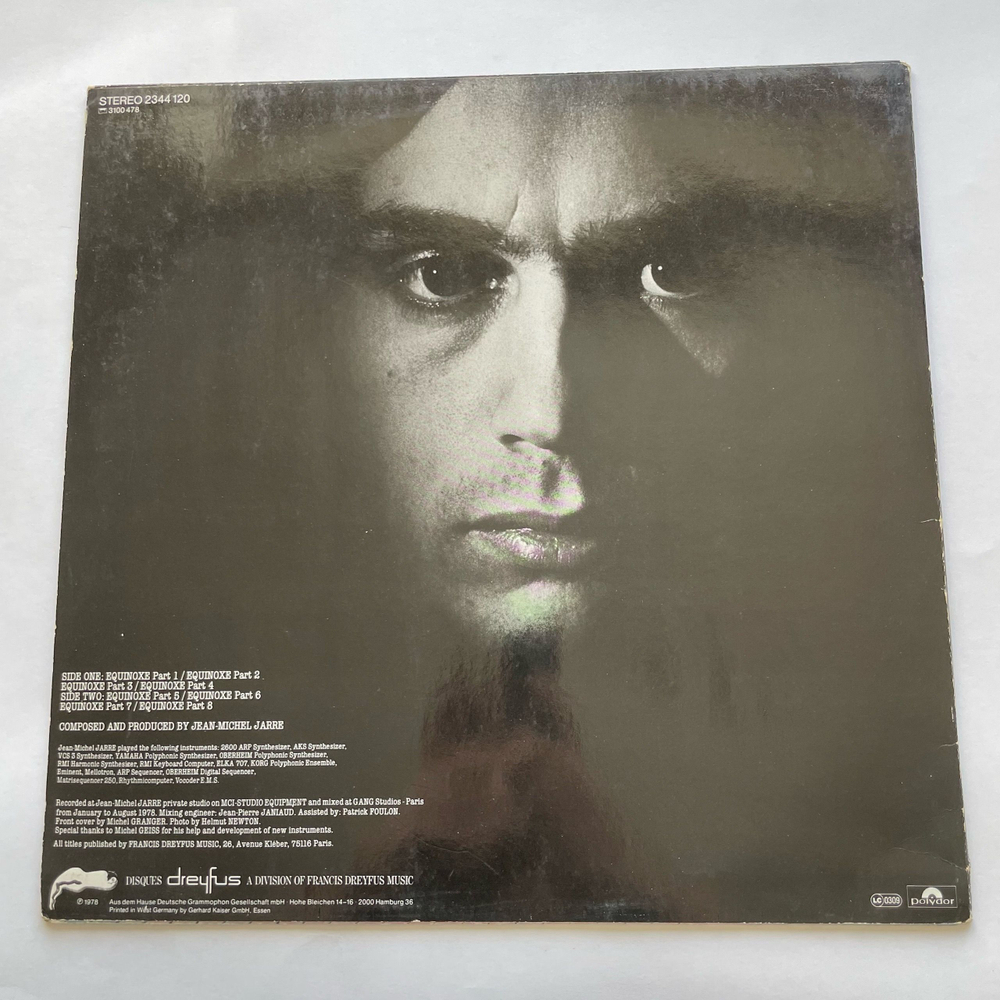 STEREO 2344 120
3100 478
SIDE ONE: EQUINOXE Part 1 / EQUINOXE Part 2
EQUINOXE Part 3 / EQUINOXE Part 4
SIDE TWO: EQUINOXE Part 5 / EQUINOXE Part 6
EQUINOXE Part 7 / EQUINOXE Part 8
COMPOSED AND PRODUCED BY JEAN-MICHEL JARRE
Jean-Michel JARRE played the following instruments: 2600 ARP Synthesizer, AKS Synthesizer,
VCS 3 Synthesizer, YAMAHA Polyphonic Synthesizer, OBERHEIM Polyphonic Synthesizer,
RMI Harmonic Synthesiser, RMI Keyboard Computer, ELKA 707, KORG Polyphonic Ensemble,
Eminent, Mellotron, ARP Sequencer, OBERHEIM Digital Sequencer,
Matrisequencer 250, Rhythmicomputer, Vocoder E.M.S.
Recorded at Jean-Michel JARRE private studio on MCI-STUDIO EQUIPMENT and mixed at GANG Studios - Paris
from January to August 1978. Mixing engineer: Jean-Pierre JANIAUD. Assisted by: Patrick FOULON.
Front cover by Michel GRANGER. Photo by Helmut NEWTON.
Special thanks to Michel GEISS for his help and development of new instruments.
All titles published by FRANCIS DREYFUS MUSIC, 26, Avenue Kléber, 75116 Paris.
DISQUES dreyfus A DIVISION OF FRANCIS DREYFUS MUSIC
℗ 1978 Aus dem Hause Deutsche Grammophon Gesellschaft mbH · Hohe Bleichen 14-16 · 2000 Hamburg 36
Printed in West Germany by Gerhard Kaiser GmbH, Essen
LC 0309
polydor